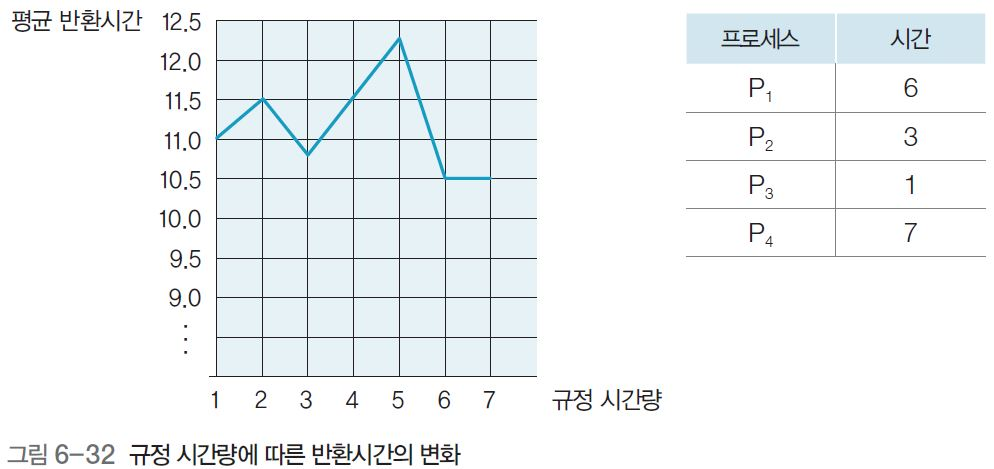 평균 반환시간
12.5
12.0
11.5
11.0
10.5
10.0
9.5
9.0
⋮
1 2 3 4 5 6 7 규정 시간량
프로세스 시간
P₁ 6
P₂ 3
P₃ 1
P₄ 7
그림 6-32 규정 시간량에 따른 반환시간의 변화